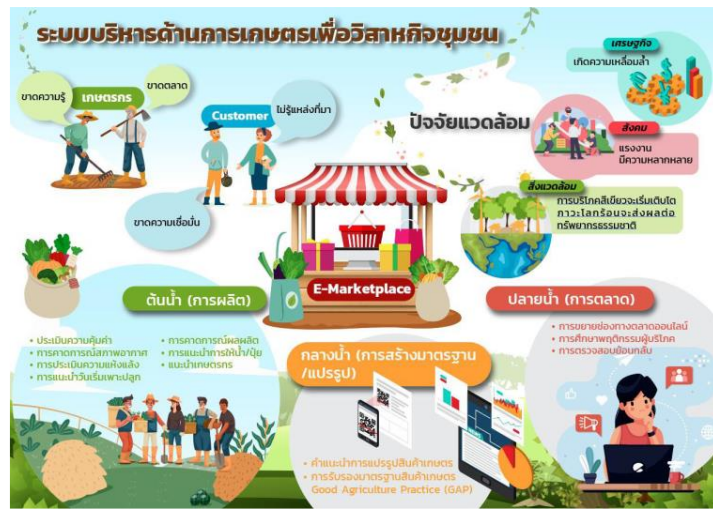 ระบบบริหารด้านการเกษตรเพื่อวิสาหกิจชุมชน
ขาดความรู้
เกษตรกร
ขาดตลาด
Customer
ไม่รู้แหล่งที่มา
ขาดความเชื่อมั่น
ปัจจัยแวดล้อม
เศรษฐกิจ
เกิดความเหลื่อมล้ำ
สังคม
แรงงาน
มีความหลากหลาย
สิ่งแวดล้อม
การบริโภคสีเขียวจะเริ่มเติบโต
ภาวะโลกร้อนจะส่งผลต่อ
ทรัพยากรธรรมชาติ
E-Marketplace
ต้นน้ำ (การผลิต)
• ประเมินความคุ้มค่า
• การคาดการณ์สภาพอากาศ
• การประเมินความแห้งแล้ง
• การแนะนำวันเริ่มเพาะปลูก
• การคาดการณ์ผลผลิต
• การแนะนำการให้น้ำ/ปุ๋ย
• แนะนำเกษตรกร
กลางน้ำ (การสร้างมาตรฐาน
/แปรรูป)
• คำแนะนำการแปรรูปสินค้าเกษตร
• การรับรองมาตรฐานสินค้าเกษตร
Good Agriculture Practice (GAP)
ปลายน้ำ (การตลาด)
• การขยายช่องทางตลาดออนไลน์
• การศึกษาพฤติกรรมผู้บริโภค
• การตรวจสอบย้อนกลับ